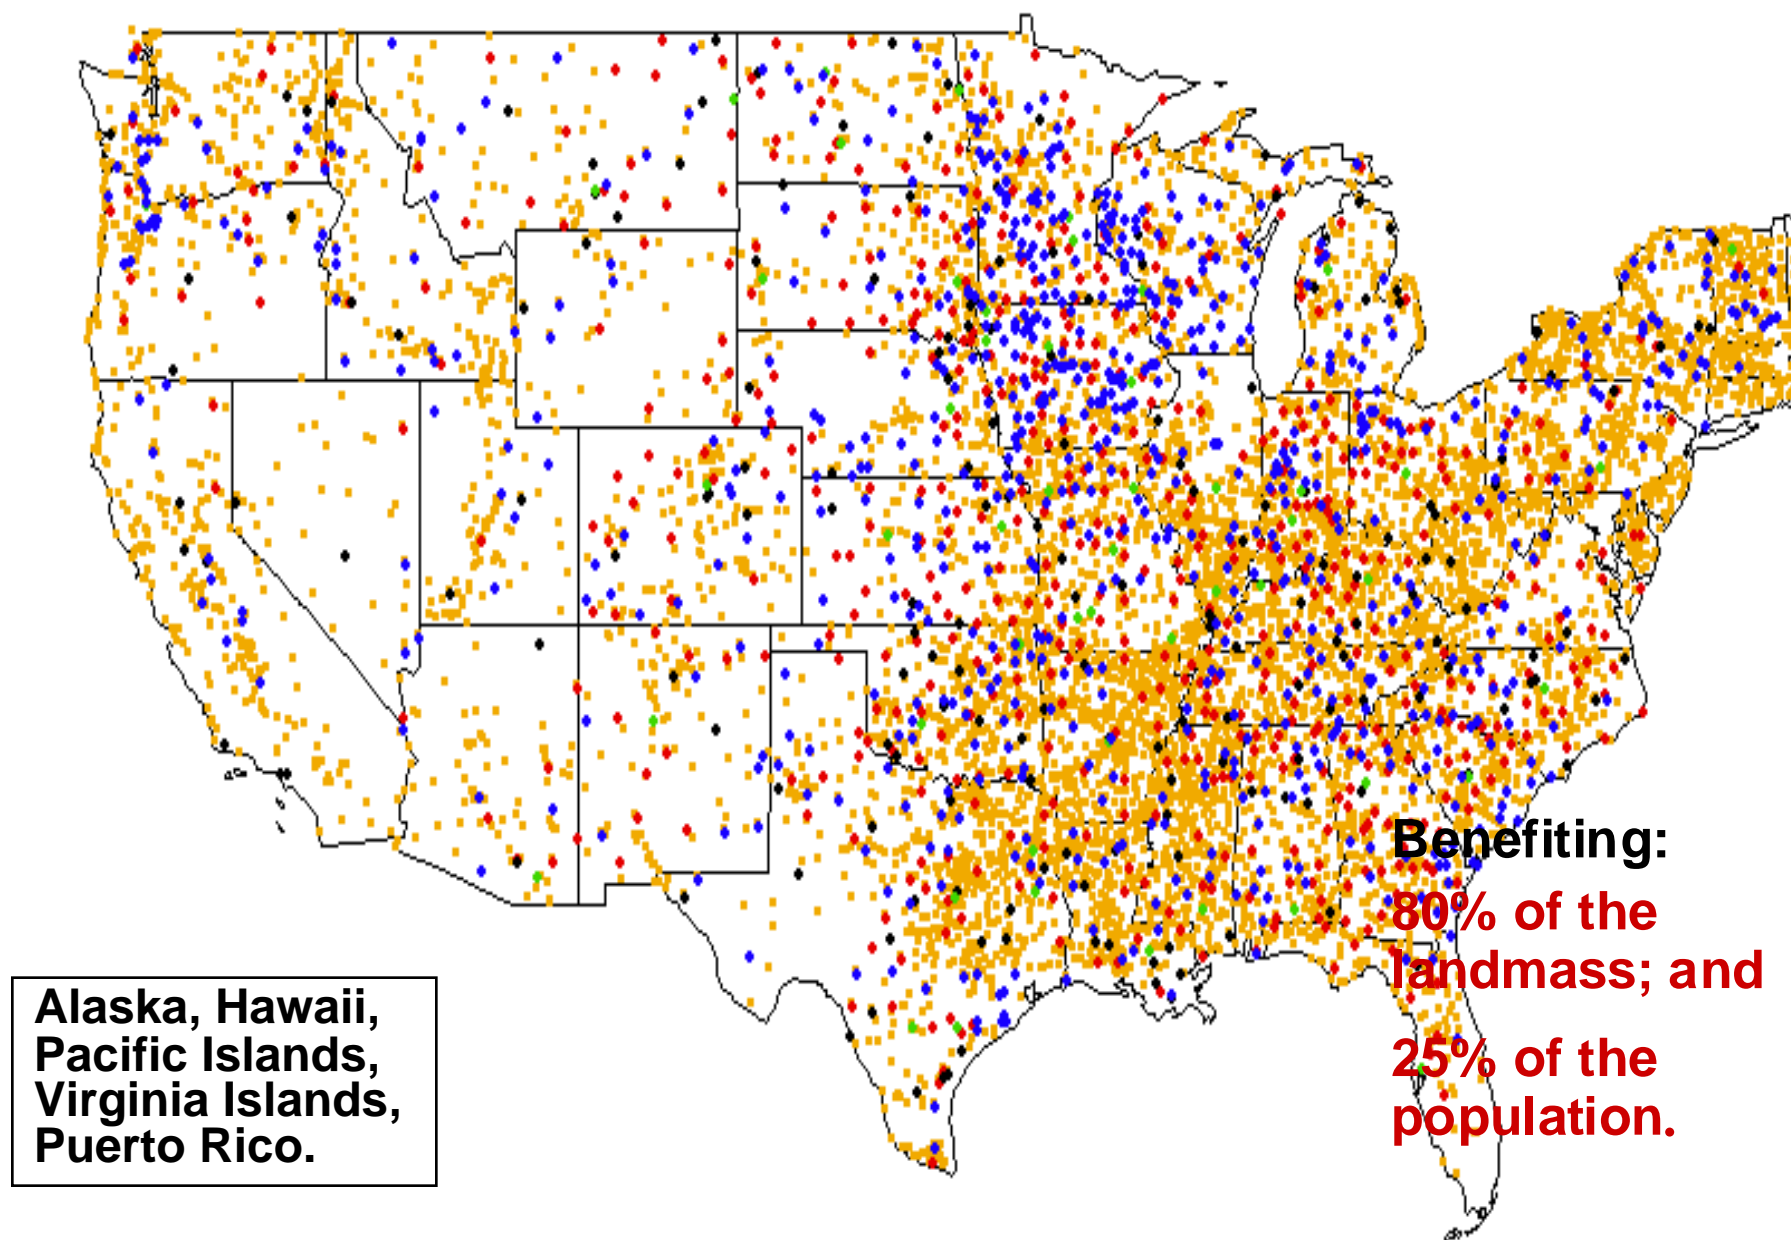 Benefiting:
80% of the
landmass; and
25% of the
population.
Alaska, Hawaii,
Pacific Islands,
Virginia Islands,
Puerto Rico.